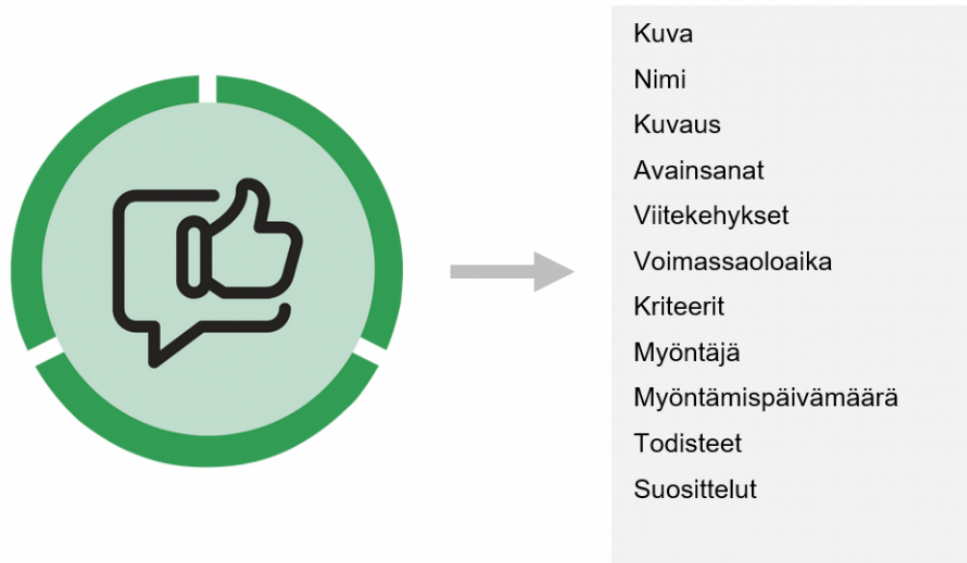 Kuva
Nimi
Kuvaus
Avainsanat
Viitekehykset
Voimassaoloaika
Kriteerit
Myöntäjä
Myöntämispäivämäärä
Todisteet
Suosittelut